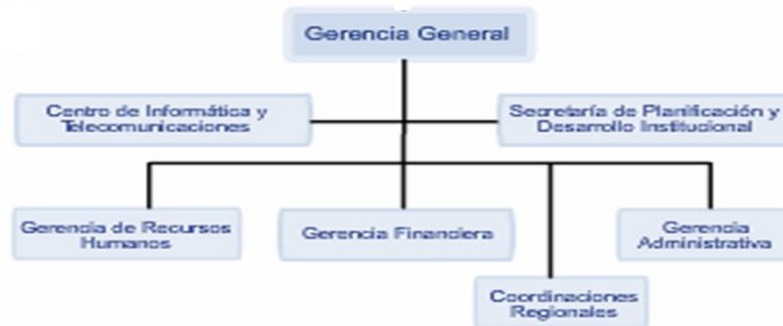 Gerencia General
Centro de Informática y
Telecomunicaciones
Secretaría de Planificación y
Desarrollo Institucional
Gerencia de Recursos
Humanos
Gerencia Financiera
Gerencia
Administrativa
Coordinaciones
Regionales